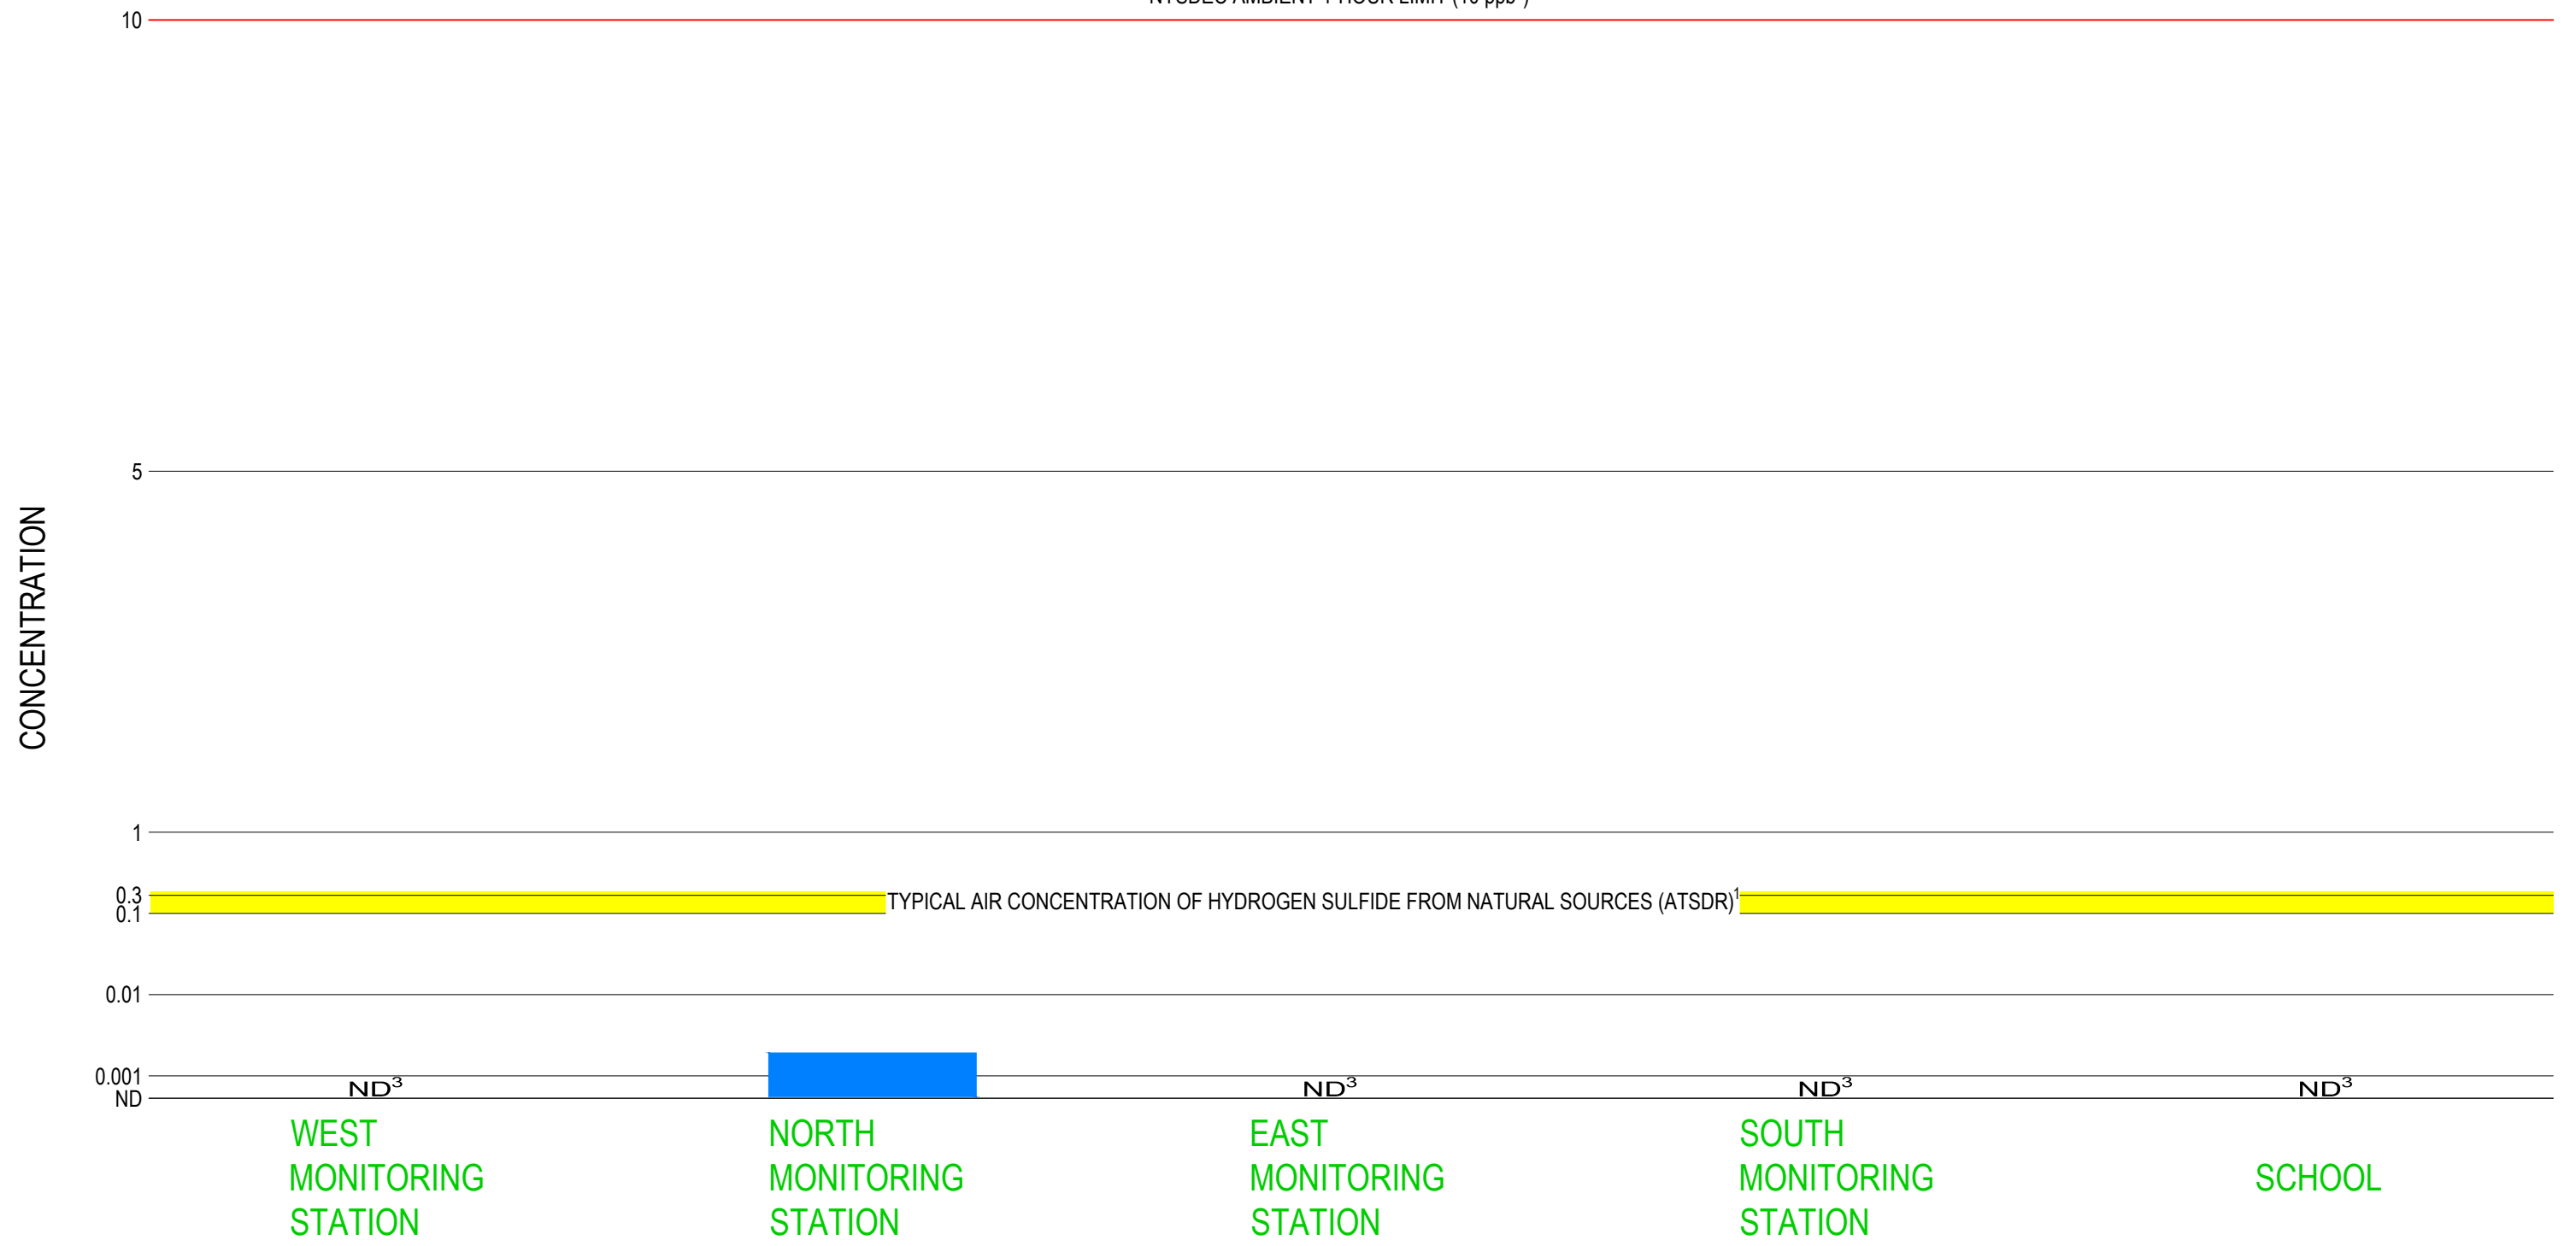 10
5
CONCENTRATION
1
0.3
0.1
TYPICAL AIR CONCENTRATION OF HYDROGEN SULFIDE FROM NATURAL SOURCES (ATSDR)¹
0.01
0.001
ND
ND³
ND³
ND³
ND³
WEST
MONITORING
STATION
NORTH
MONITORING
STATION
EAST
MONITORING
STATION
SOUTH
MONITORING
STATION
SCHOOL